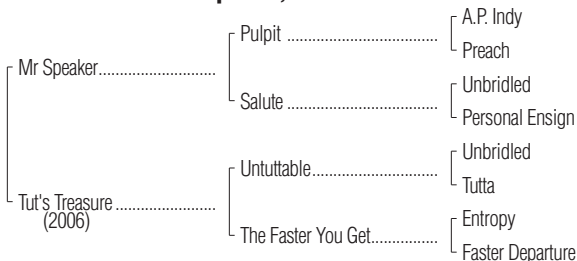 A.P. Indy
Pulpit ........................................
Preach
Mr Speaker..............................
Unbridled
Salute ........................................
Personal Ensign
Unbridled
Untuttable..................................
Tutta
Tut's Treasure ..........................
(2006)
Entropy
The Faster You Get..................
Faster Departure